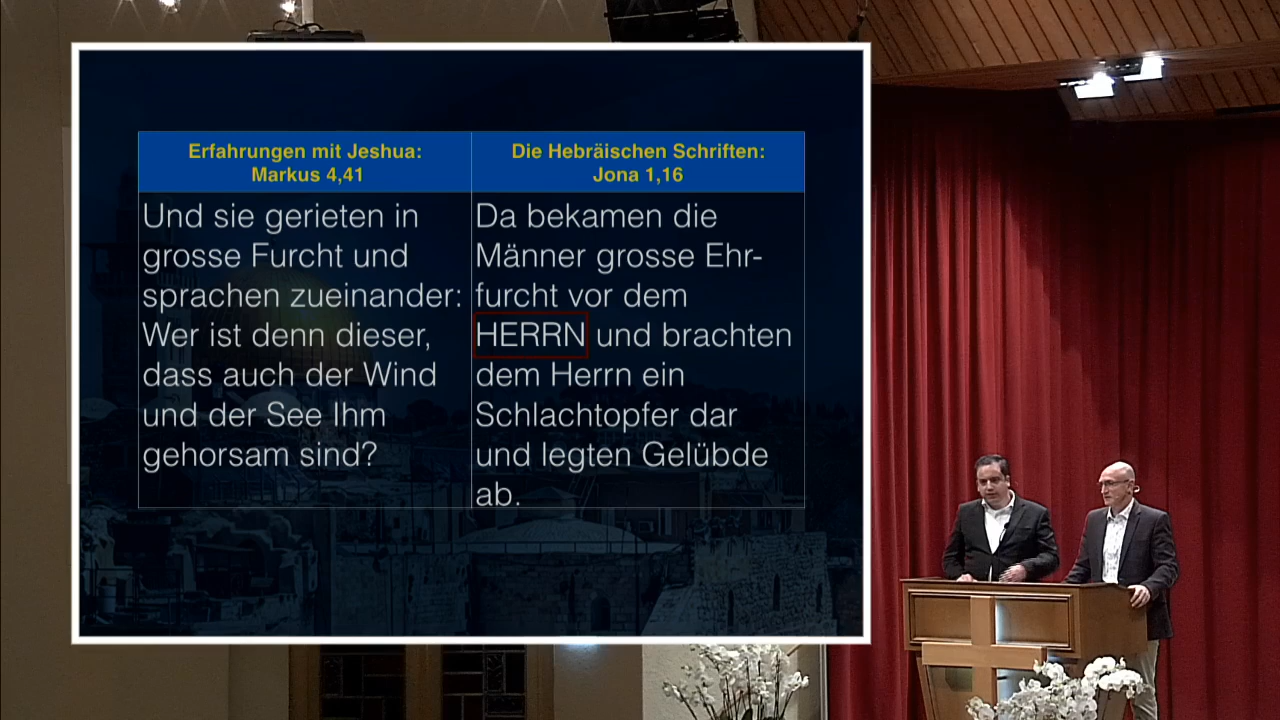 Erfahrungen mit Jeshua:
Markus 4,41
Und sie gerieten in
grosse Furcht und
sprachen zueinander:
Wer ist denn dieser,
dass auch der Wind
und der See Ihm
gehorsam sind?
Die Hebräischen Schriften:
Jona 1,16
Da bekamen die
Männer grosse Ehr-
furcht vor dem
HERRN und brachten
dem Herrn ein
Schlachtopfer dar
und legten Gelübde
ab.